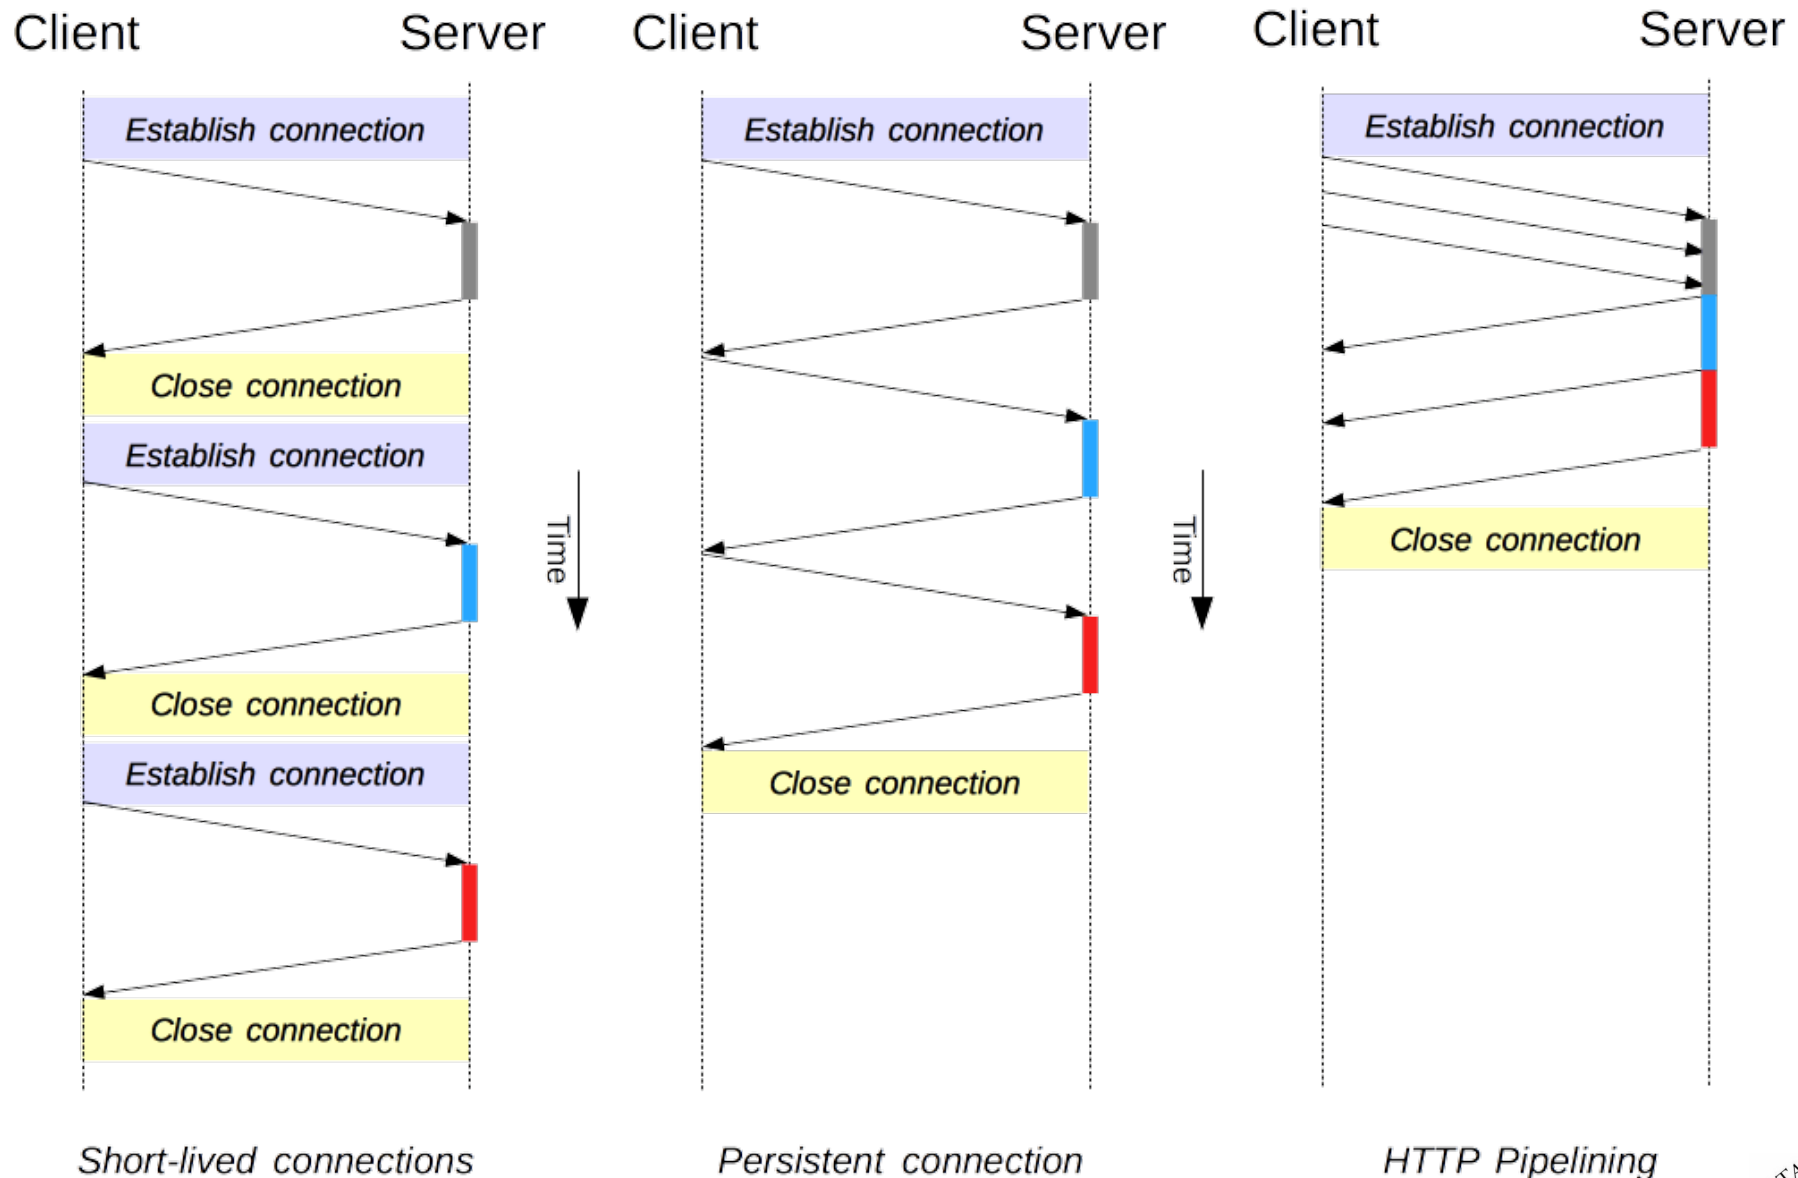 Client Server Client Server Client Server
Establish connection Establish connection Establish connection
Close connection
Establish connection
Time Time
Close connection
Close connection
Establish connection
Close connection
Close connection
Short-lived connections Persistent connection HTTP Pipelining